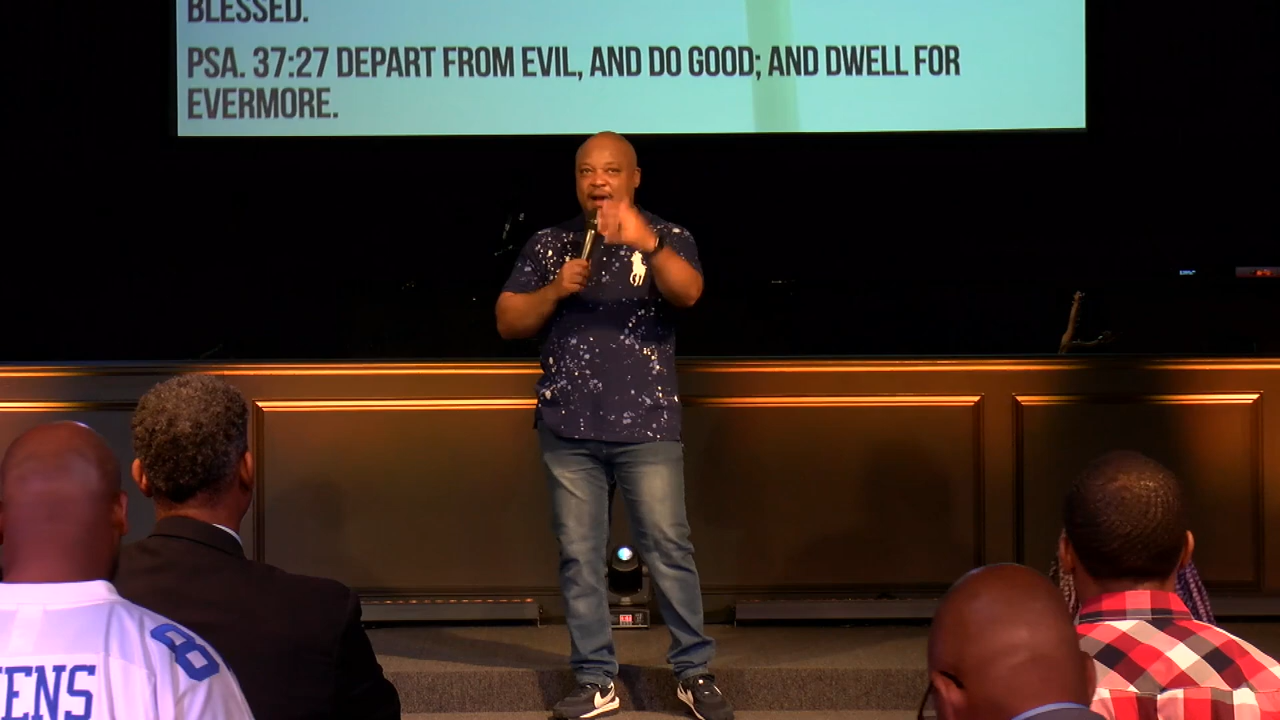 BLESSED.
PSA. 37:27 DEPART FROM EVIL, AND DO GOOD; AND DWELL FOR
EVERMORE.
ENS
8